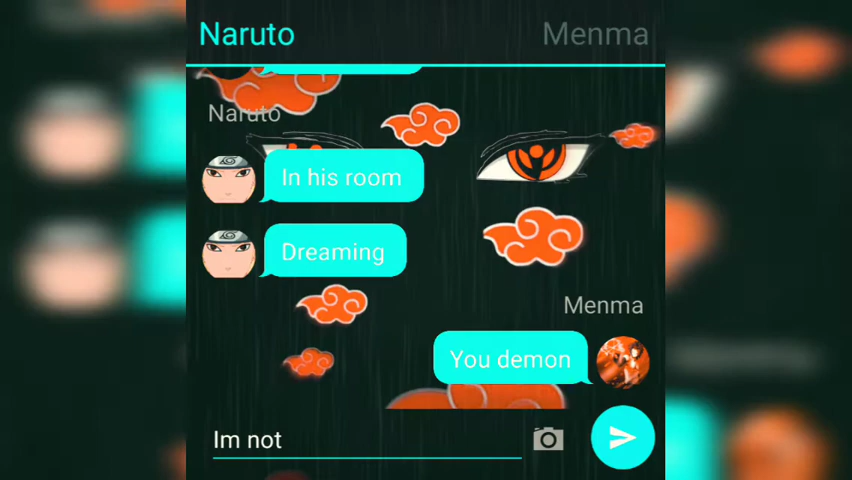 Naruto
Menma
Naruto
In his room
Dreaming
Menma
You demon
Im not